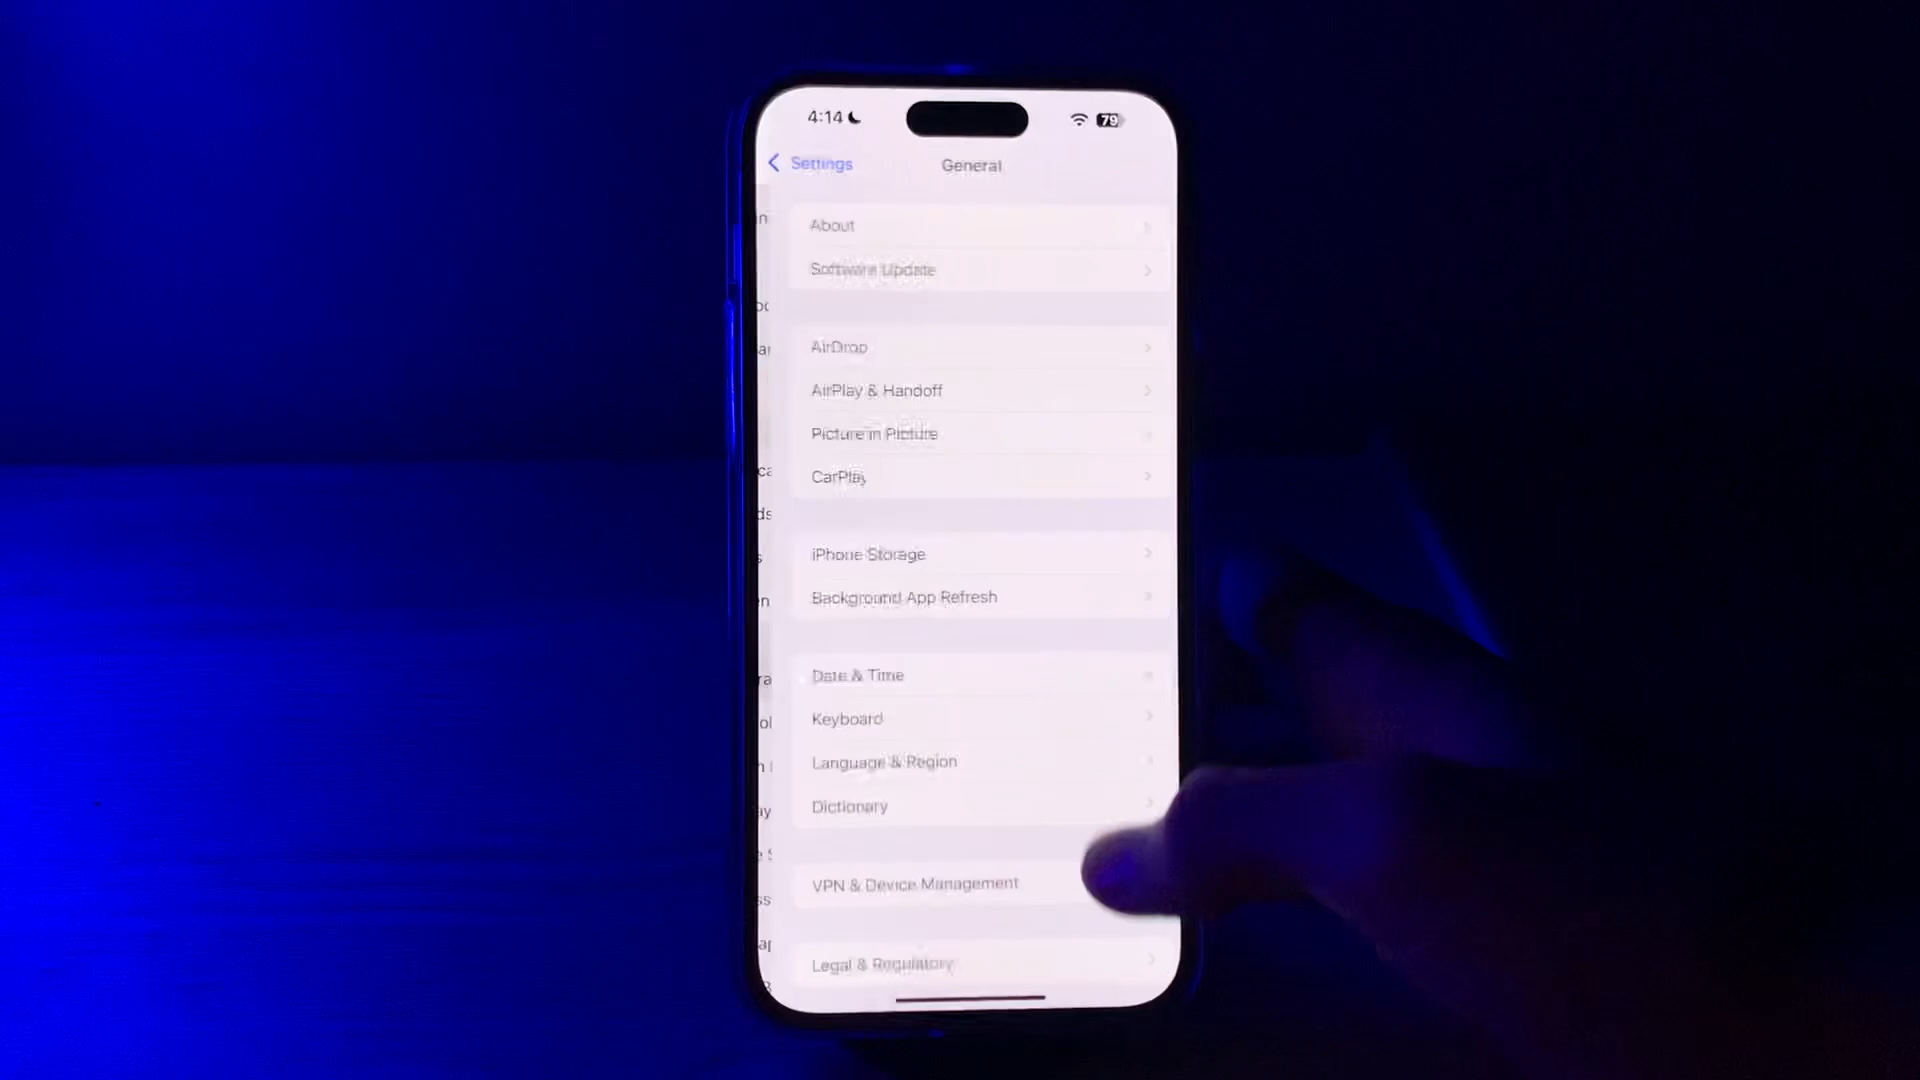 4:14
79
Settings
General
About
Software Update
AirDrop
AirPlay & Handoff
Picture in Picture
CarPlay
iPhone Storage
Background App Refresh
Date & Time
Keyboard
Language & Region
Dictionary
VPN & Device Management
Legal & Regulatory